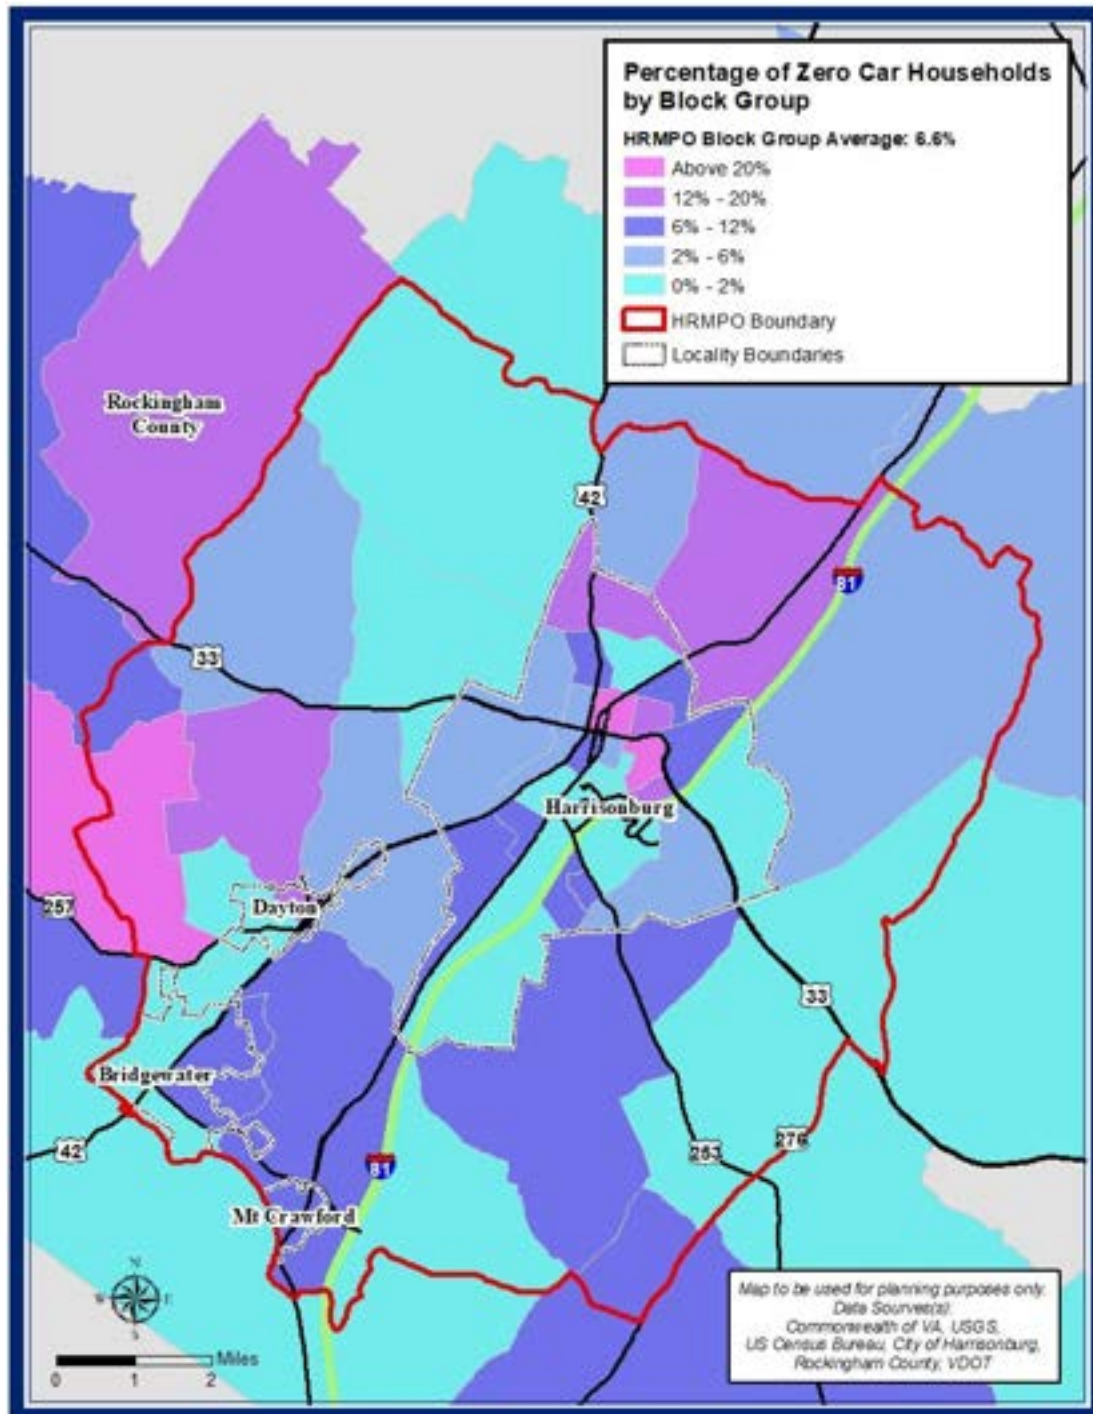 Percentage of Zero Car Households
by Block Group
HRMPO Block Group Average: 6.6%
Above 20%
12% - 20%
6% - 12%
2% - 6%
0% - 2%
HRMPO Boundary
Locality Boundaries
Rockingham
County
42
81
33
Harrisonburg
257
Dayton
33
Bridgewater
42
253
276
81
Mt Crawford
N
W
E
S
Miles
0
1
2
Map to be used for planning purposes only.
Data Sourves(s):
Commonwealth of VA, USGS,
US Census Bureau, City of Harrisonburg,
Rockingham County, VDOT